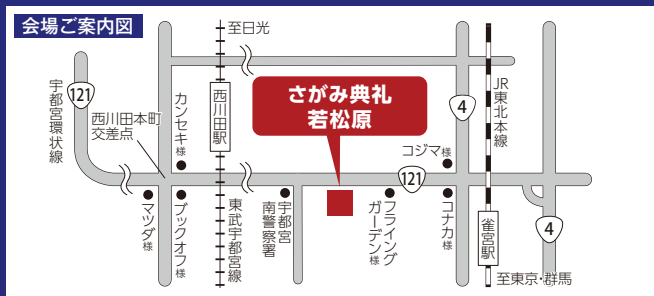 会場ご案内図
至日光
121
宇都宮環状線
西川田本町
交差点
カンセキ様
西川田駅
さがみ典礼
若松原
4
JR東北本線
コジマ様
121
マツダ様
ブックオフ様
東武宇都宮線
宇都宮
南警察署
フライング
ガーデン様
コナカ様
雀宮駅
4
至東京・群馬